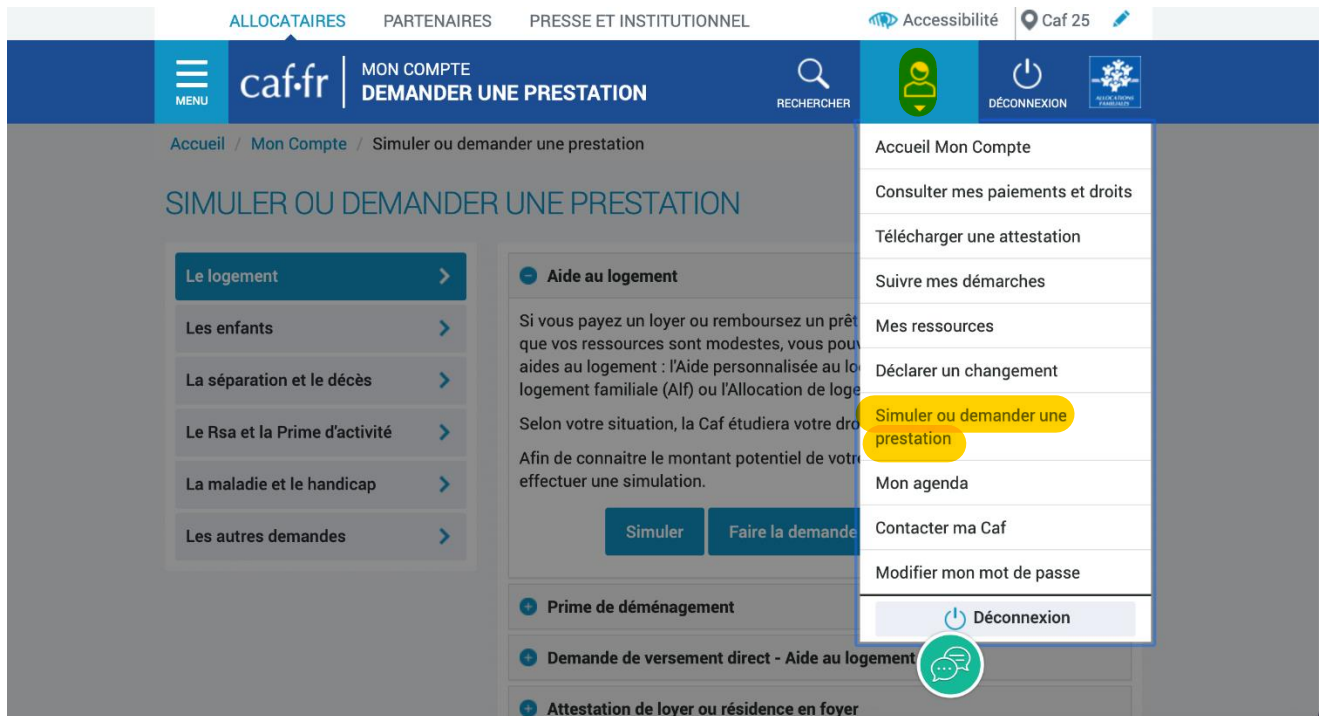 ALLOCATAIRES PARTENAIRES PRESSE ET INSTITUTIONNEL Accessibilité Caf 25
MENU
caf.fr
MON COMPTE
DEMANDER UNE PRESTATION
RECHERCHER
DÉCONNEXION
ALLOCATIONS
FAMILIALES
Accueil / Mon Compte / Simuler ou demander une prestation
SIMULER OU DEMANDER UNE PRESTATION
Le logement
Les enfants
La séparation et le décès
Le Rsa et la Prime d'activité
La maladie et le handicap
Les autres demandes
Aide au logement
Si vous payez un loyer ou remboursez un prêt
que vos ressources sont modestes, vous pouv
aides au logement : l'Aide personnalisée au lo
logement familiale (Alf) ou l'Allocation de loge
Selon votre situation, la Caf étudiera votre dro
Afin de connaitre le montant potentiel de votre
effectuer une simulation.
Simuler Faire la demande
Prime de déménagement
Demande de versement direct - Aide au logement
Attestation de loyer ou résidence en foyer
Accueil Mon Compte
Consulter mes paiements et droits
Télécharger une attestation
Suivre mes démarches
Mes ressources
Déclarer un changement
Simuler ou demander une
prestation
Mon agenda
Contacter ma Caf
Modifier mon mot de passe
Déconnexion